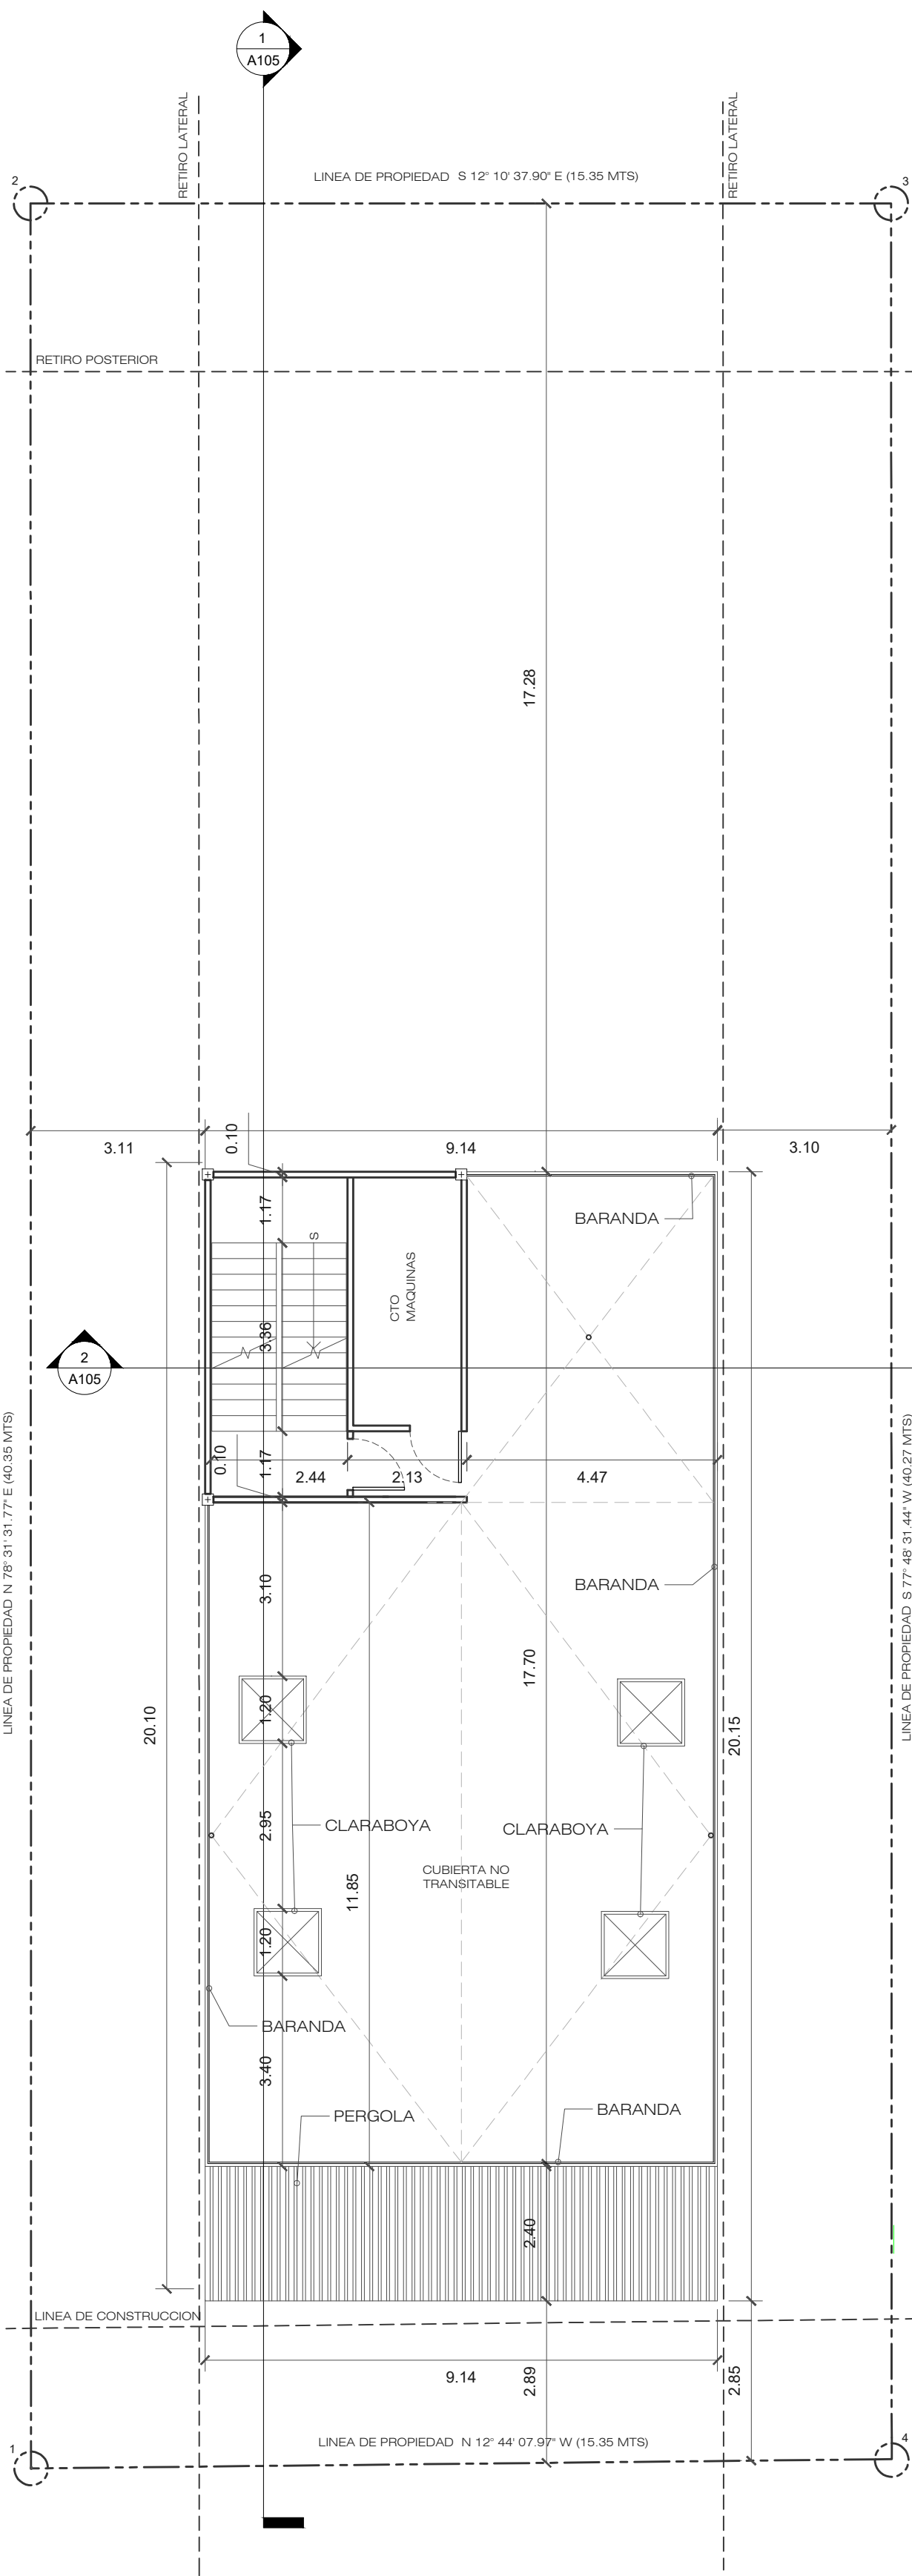 1
A105
RETIRO LATERAL
RETIRO LATERAL
LINEA DE PROPIEDAD S 12° 10' 37.90" E (15.35 MTS)
2
3
RETIRO POSTERIOR
17.28
3.11
0.10
9.14
3.10
1.17
S
BARANDA
CTO
MAQUINAS
3.36
2
A105
LINEA DE PROPIEDAD N 78° 31' 31.77" E (40.35 MTS)
LINEA DE PROPIEDAD S 77° 48' 31.44" W (40.27 MTS)
0.10
1.17
2.44
2.13
4.47
3.10
BARANDA
17.70
1.20
20.10
20.15
2.95
CLARABOYA
CLARABOYA
CUBIERTA NO
TRANSITABLE
11.85
1.20
BARANDA
3.40
PERGOLA
BARANDA
2.40
LINEA DE CONSTRUCCION
9.14
2.89
2.85
LINEA DE PROPIEDAD N 12° 44' 07.97" W (15.35 MTS)
1
4